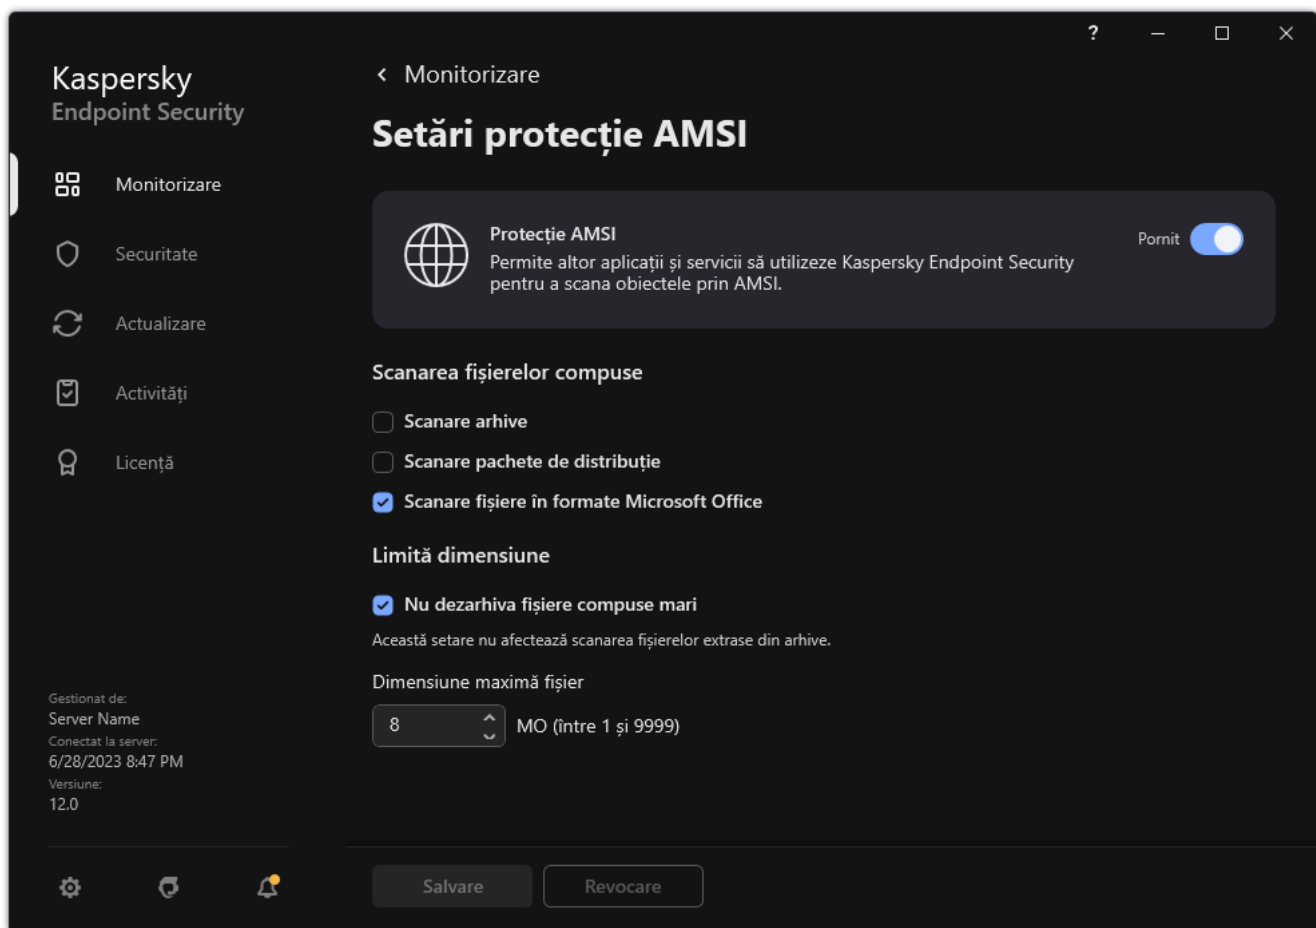 ?
Kaspersky
Endpoint Security
Monitorizare
Securitate
Actualizare
Activități
Licență
Gestionat de:
Server Name
Conectat la server:
6/28/2023 8:47 PM
Versiune:
12.0
Monitorizare
Setări protecție AMSI
Protecție AMSI
Permite altor aplicații și servicii să utilizeze Kaspersky Endpoint Security
pentru a scana obiectele prin AMSI.
Pornit
Scanarea fișierelor compuse
Scanare arhive
Scanare pachete de distribuție
Scanare fișiere în formate Microsoft Office
Limită dimensiune
Nu dezarhiva fișiere compuse mari
Această setare nu afectează scanarea fișierelor extrase din arhive.
Dimensiune maximă fișier
8 MO (între 1 și 9999)
Salvare Revocare